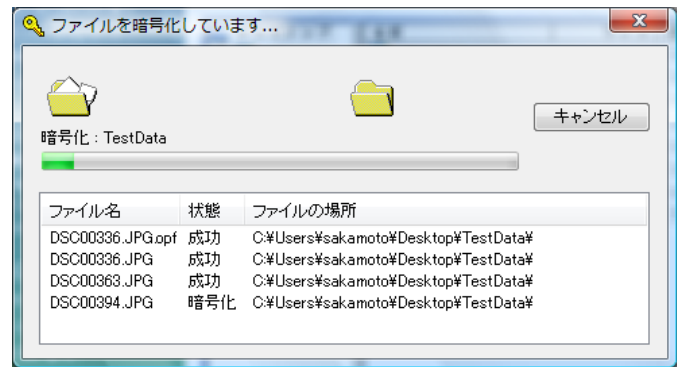 ファイルを暗号化しています...
キャンセル
暗号化 : TestData
ファイル名 状態 ファイルの場所
DSC00336.JPG.opf 成功 C:¥Users¥sakamoto¥Desktop¥TestData¥
DSC00336.JPG 成功 C:¥Users¥sakamoto¥Desktop¥TestData¥
DSC00363.JPG 成功 C:¥Users¥sakamoto¥Desktop¥TestData¥
DSC00394.JPG 暗号化 C:¥Users¥sakamoto¥Desktop¥TestData¥